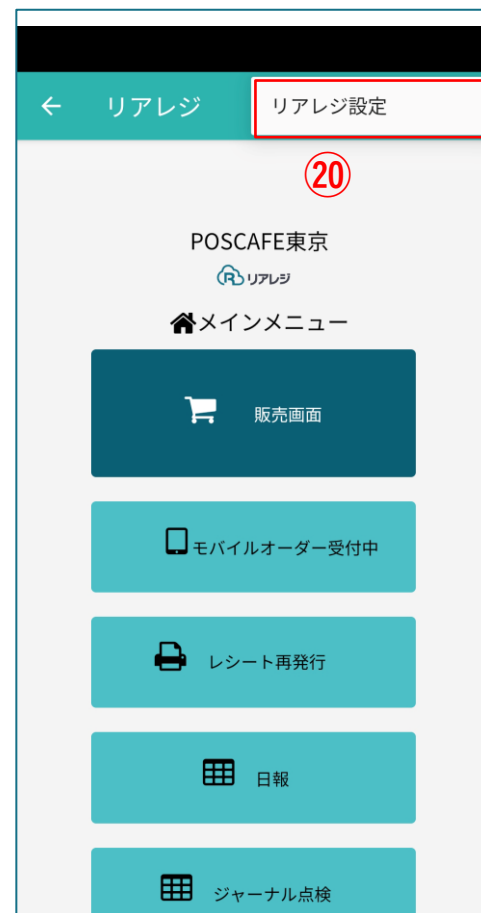 リアレジ
リアレジ設定
⑳
POSCAFE東京
R リアレジ
メインメニュー
販売画面
モバイルオーダー受付中
レシート再発行
日報
ジャーナル点検